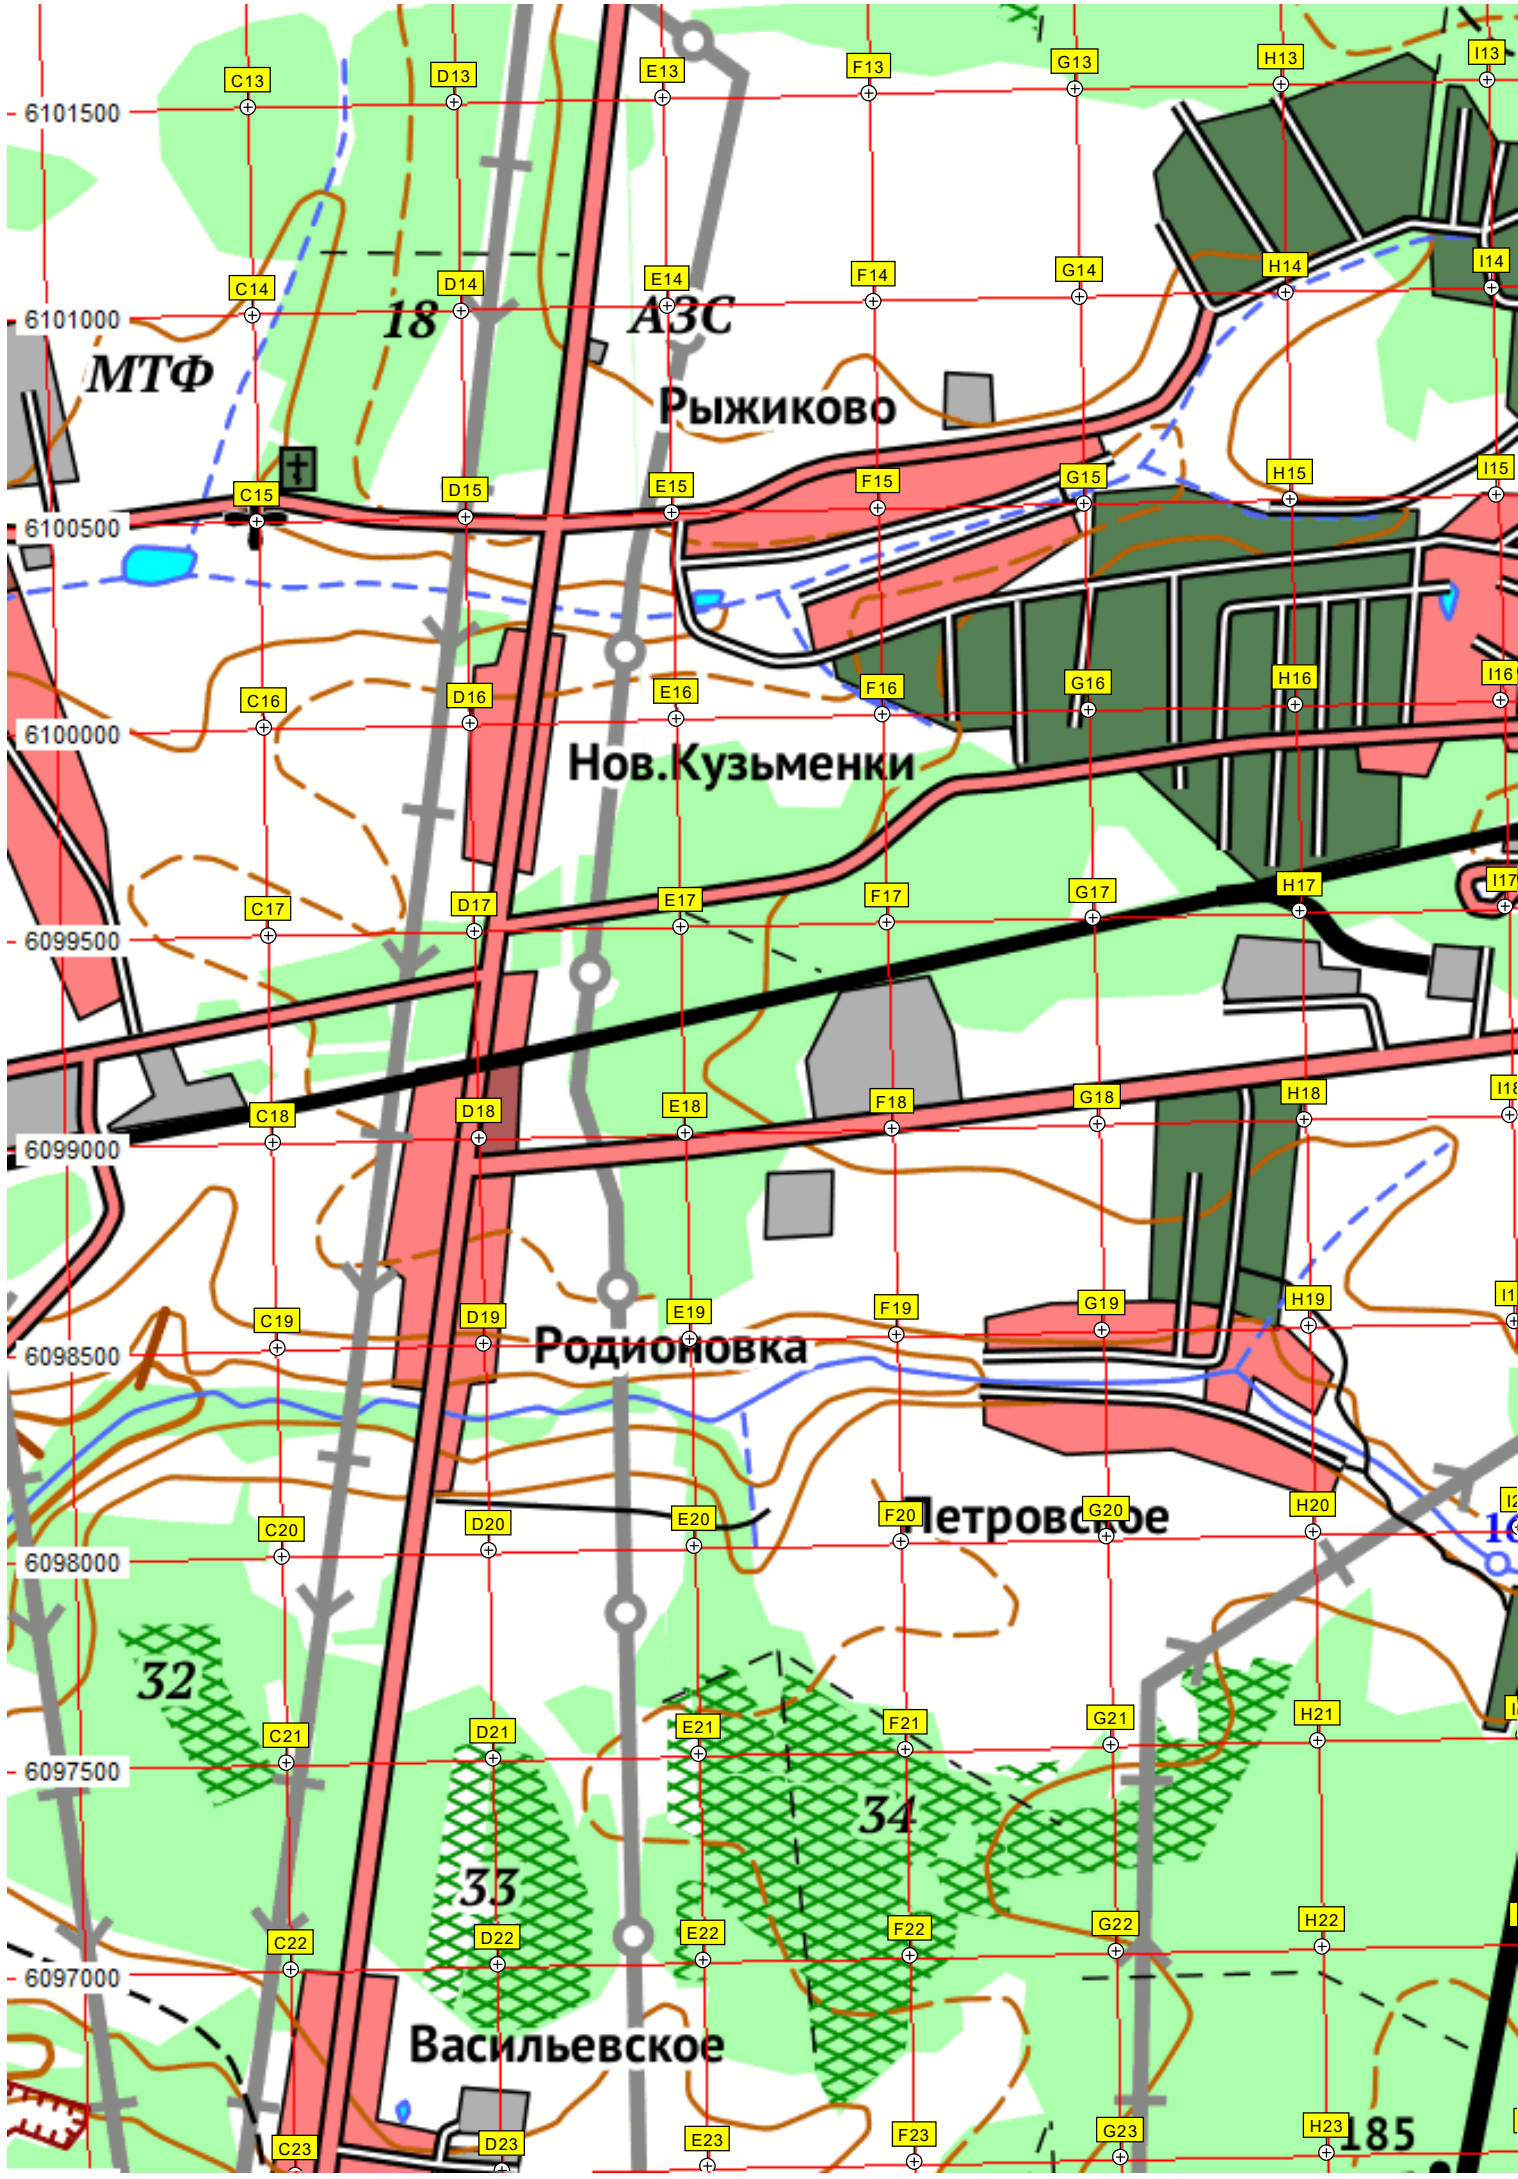 C13 D13 E13 F13 G13 H13 I13
6101500
C14 D14 E14 F14 G14 H14 I14
18 АЗС
6101000
МТФ
Рыжиково
C15 D15 E15 F15 G15 H15 I15
6100500
C16 D16 E16 F16 G16 H16 I16
6100000
Нов.Кузьменки
C17 D17 E17 F17 G17 H17 I17
6099500
C18 D18 E18 F18 G18 H18 I18
6099000
C19 D19 E19 F19 G19 H19
6098500
Родионовка
C20 D20 E20 F20 G20 H20
Петровское
6098000
32
C21 D21 E21 F21 G21 H21
6097500
34
33
C22 D22 E22 F22 G22 H22
6097000
Васильевское
C23 D23 E23 F23 G23 H23
185